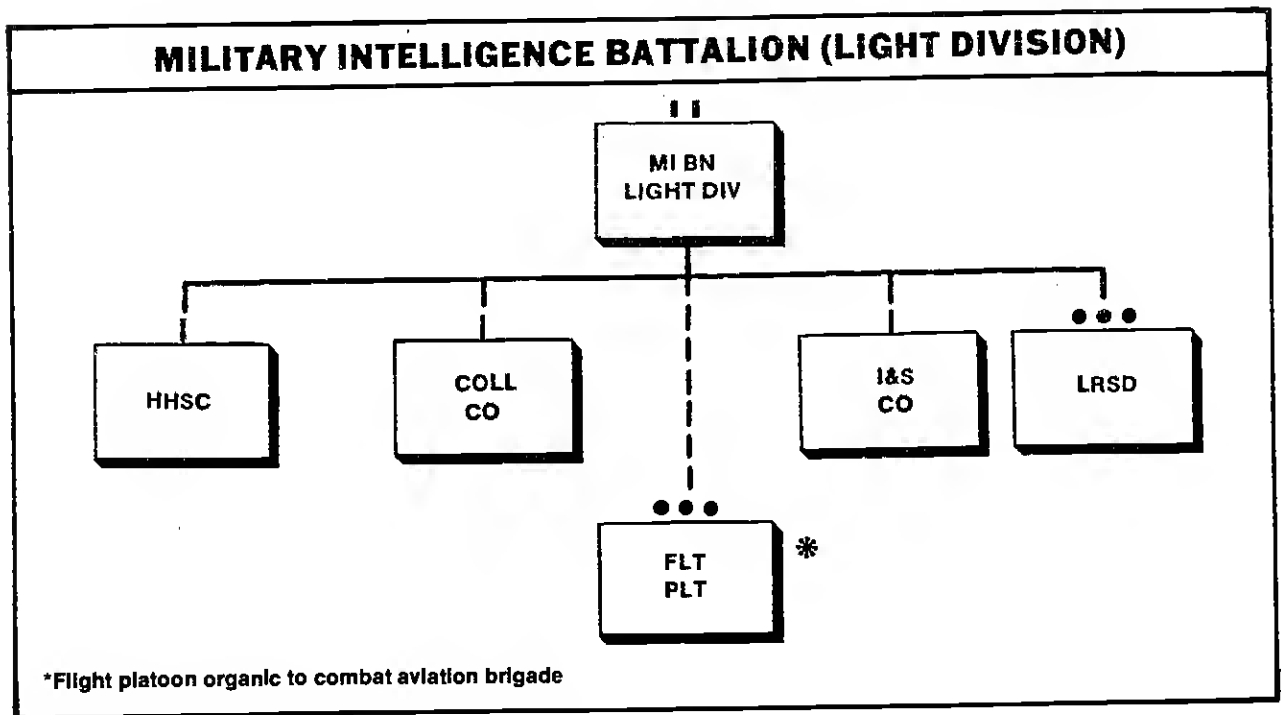 MILITARY INTELLIGENCE BATTALION (LIGHT DIVISION)
MI BN
LIGHT DIV
HHSC
COLL
CO
I&S
CO
LRSD
FLT
PLT
*
*Flight platoon organic to combat aviation brigade